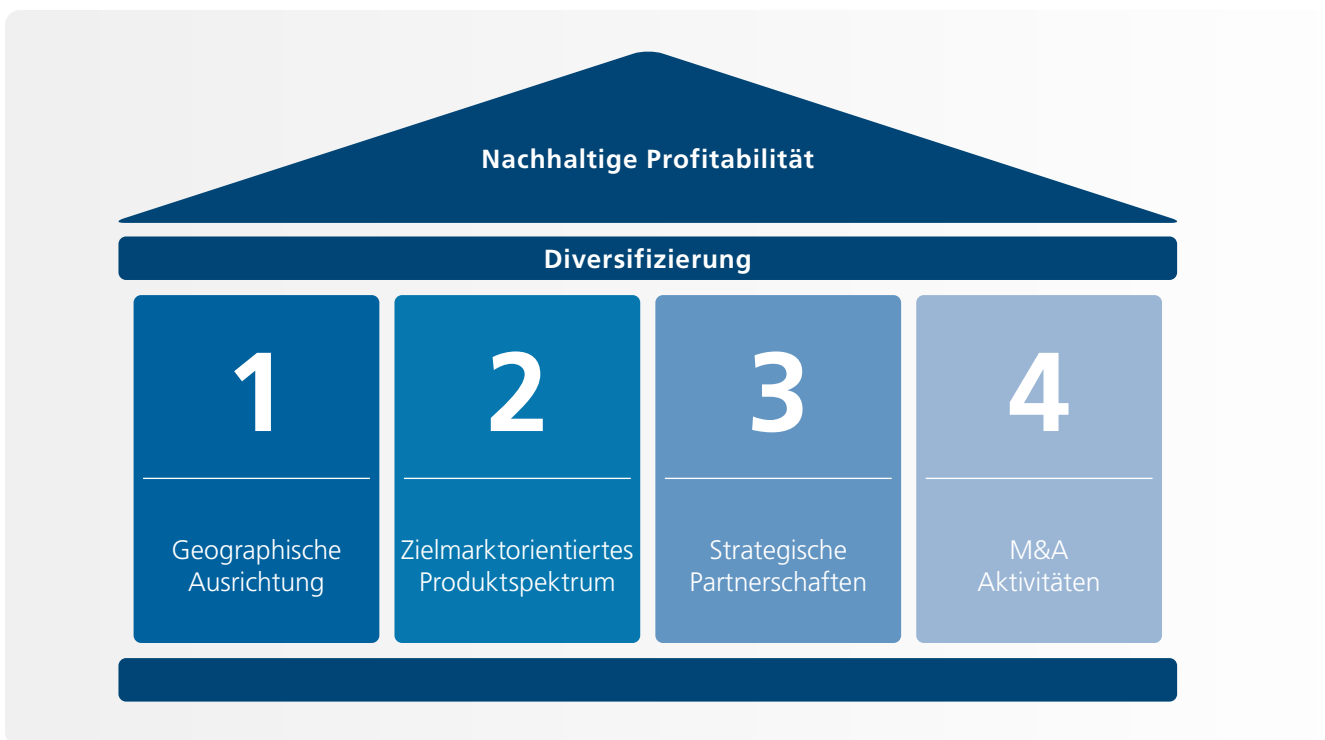 Nachhaltige Profitabilität
Diversifizierung
1
Geographische
Ausrichtung
2
Zielmarktorientiertes
Produktspektrum
3
Strategische
Partnerschaften
4
M&A
Aktivitäten